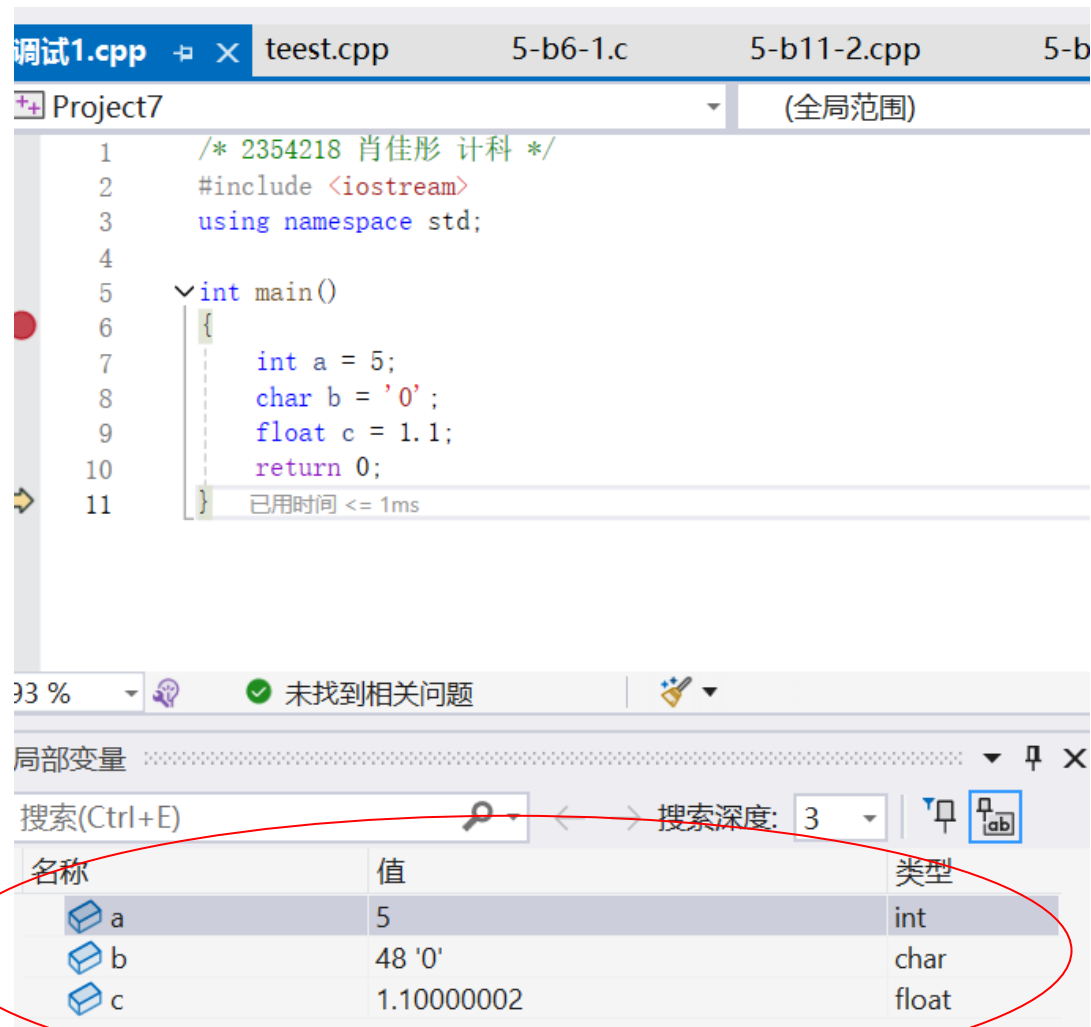 调试1.cpp teest.cpp 5-b6-1.c 5-b11-2.cpp 5-b
Project7 (全局范围)
1 /* 2354218 肖佳彤 计科 */
2 #include <iostream>
3 using namespace std;
4
5 int main()
6 {
7 int a = 5;
8 char b = '0';
9 float c = 1.1;
10 return 0;
11 } 已用时间 <= 1ms
93 % 未找到相关问题
局部变量
搜索(Ctrl+E) 搜索深度: 3
名称 值 类型
a 5 int
b 48 '0' char
c 1.10000002 float